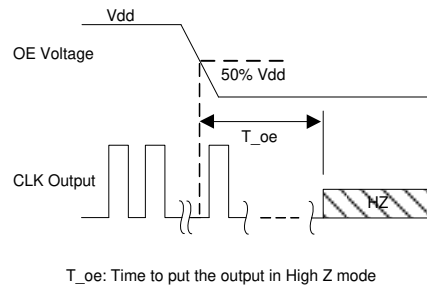 Vdd
OE Voltage
50% Vdd
T_oe
CLK Output
HZ
T_oe: Time to put the output in High Z mode